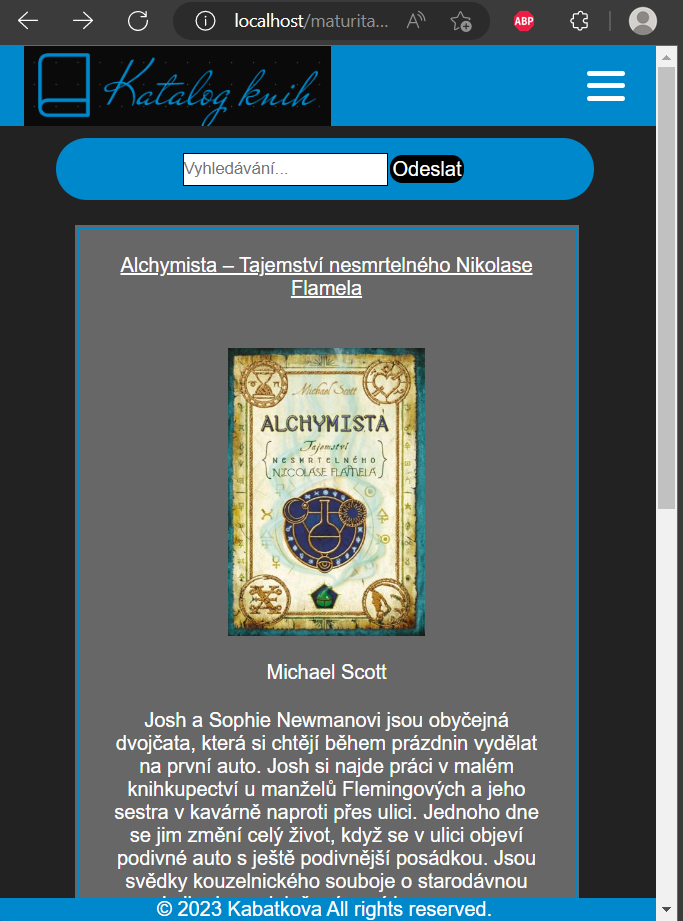 localhost/maturita...
ABP
Katalog knih
Vyhledávání...
Odeslat
Alchymista – Tajemství nesmrtelného Nikolase
Flamela
Michael Scott
ALCHYMISTA
Tajemství
NESMRTELNÉHO
NICOLASE FLAMELA
Michael Scott
Josh a Sophie Newmanovi jsou obyčejná
dvojčata, která si chtějí během prázdnin vydělat
na první auto. Josh si najde práci v malém
knihkupectví u manželů Flemingových a jeho
sestra v kavárně naproti přes ulici. Jednoho dne
se jim změní celý život, když se v ulici objeví
podivné auto s ještě podivnější posádkou. Jsou
svědky kouzelnického souboje o starodávnou
© 2023 Kabatkova All rights reserved.